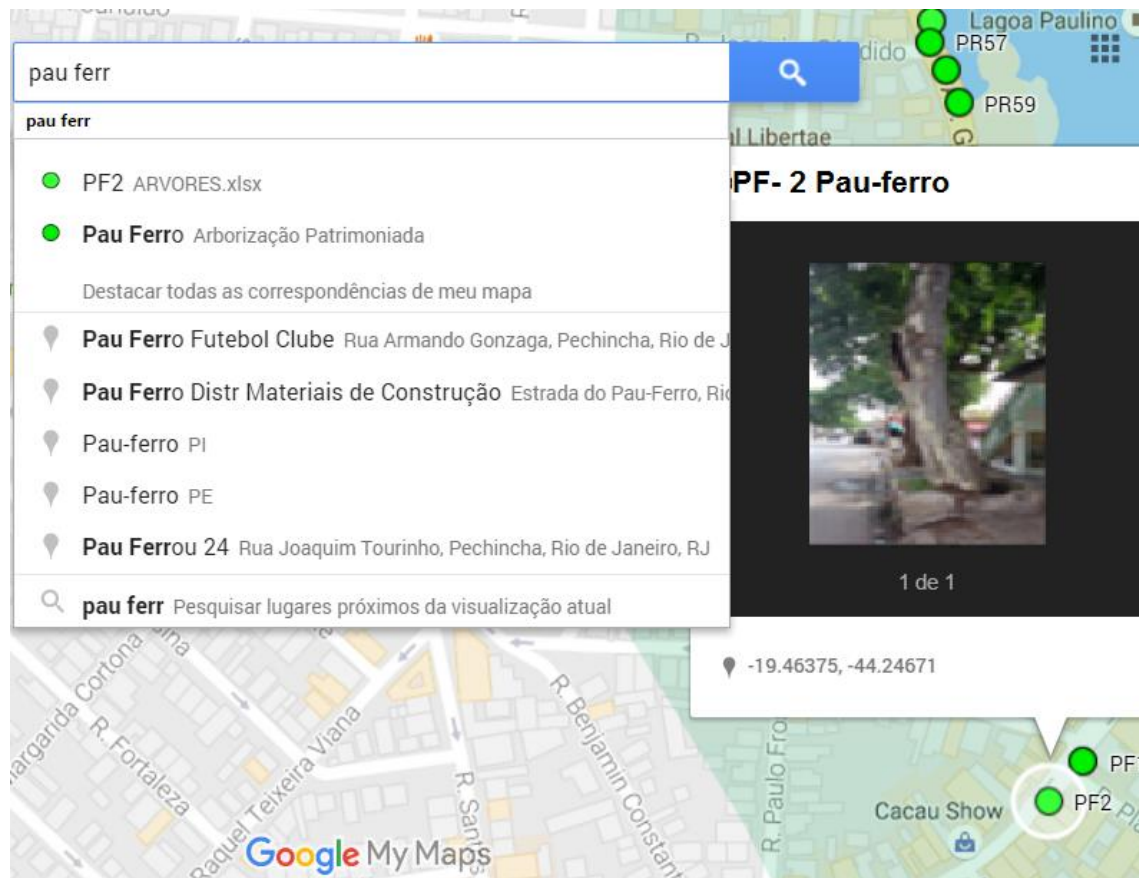 Lagoa Paulino
PR57
dido
pau ferr
PR59
pau ferr
al Libertae
G
PF2 ARVORES.xlsx
PF- 2 Pau-ferro
Pau Ferro Arborização Patrimoniada
Destacar todas as correspondências de meu mapa
Pau Ferro Futebol Clube Rua Armando Gonzaga, Pechincha, Rio de J
Pau Ferro Distr Materiais de Construção Estrada do Pau-Ferro, Rio
Pau-ferro PI
Pau-ferro PE
Pau Ferrou 24 Rua Joaquim Tourinho, Pechincha, Rio de Janeiro, RJ
1 de 1
pau ferr Pesquisar lugares próximos da visualização atual
-19.46375, -44.24671
argarida Cortona
R. Fortaleza
Raquel Teixeira Viana
R. Santos
R. Benjamin Constant
R. Paulo Fro
PF1
PF2
Cacau Show
Google My Maps